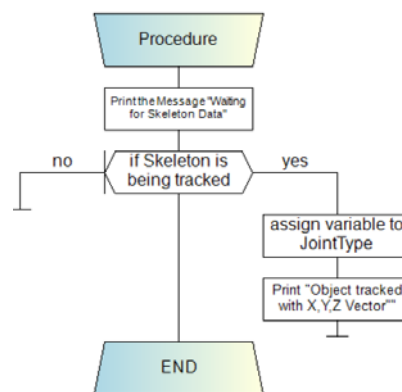 Procedure
Print the Message "Waiting
for Skeleton Data"
no
if Skeleton is
being tracked
yes
assign variable to
JointType
Print "Object tracked
with X,Y,Z Vector""
END